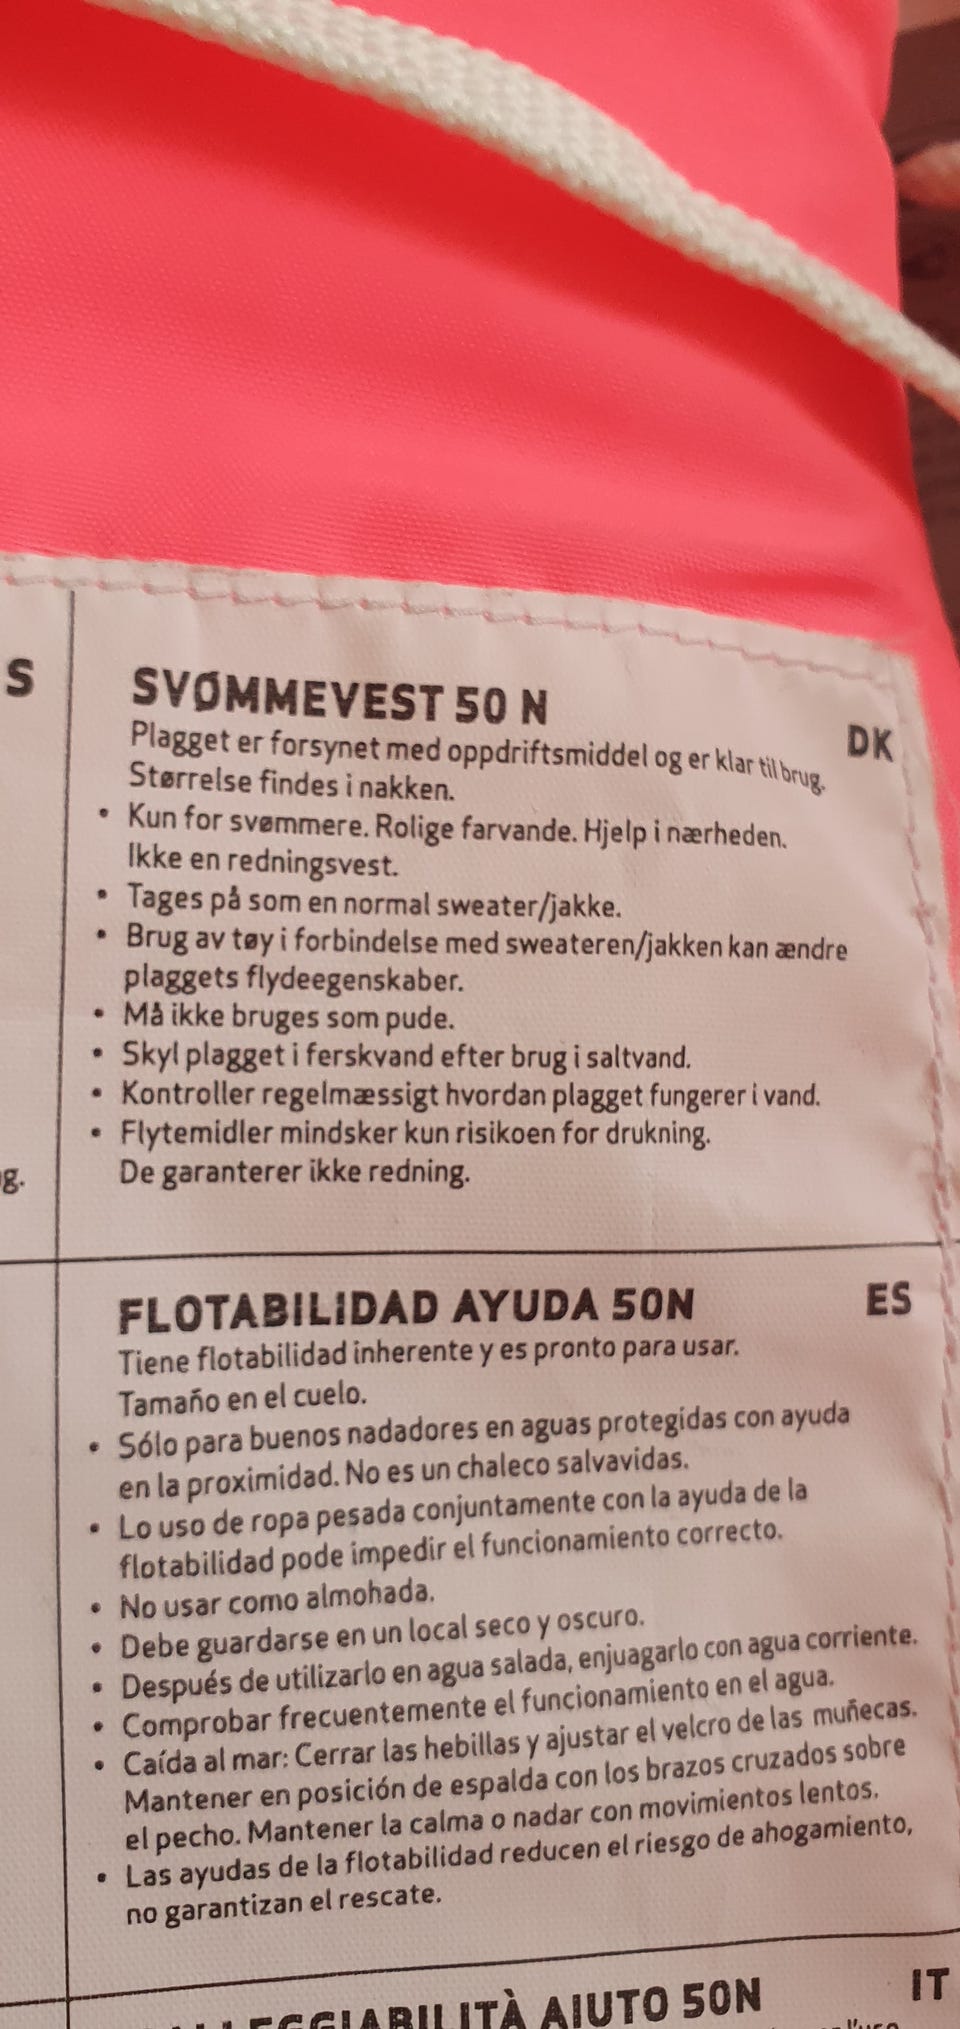 S
SVØMMEVEST 50 N
DK
Plagget er forsynet med oppdriftsmiddel og er klar til brug.
Størrelse findes i nakken.
• Kun for svømmere. Rolige farvande. Hjelp i nærheden.
Ikke en redningsvest.
• Tages på som en normal sweater/jakke.
• Brug av tøy i forbindelse med sweateren/jakken kan ændre
plaggets flydeegenskaber.
• Må ikke bruges som pude.
• Skyl plagget i ferskvand efter brug i saltvand.
• Kontroller regelmæssigt hvordan plagget fungerer i vand.
• Flytemidler mindsker kun risikoen for drukning.
De garanterer ikke redning.
g.
FLOTABILIDAD AYUDA 50N
ES
Tiene flotabilidad inherente y es pronto para usar.
Tamaño en el cuelo.
• Sólo para buenos nadadores en aguas protegidas con ayuda
en la proximidad. No es un chaleco salvavidas.
• Lo uso de ropa pesada conjuntamente con la ayuda de la
flotabilidad pode impedir el funcionamiento correcto.
• No usar como almohada.
• Debe guardarse en un local seco y oscuro.
• Después de utilizarlo en agua salada, enjuagarlo con agua corriente.
• Comprobar frecuentemente el funcionamiento en el agua.
• Caída al mar: Cerrar las hebillas y ajustar el velcro de las muñecas.
Mantener en posición de espalda con los brazos cruzados sobre
el pecho. Mantener la calma o nadar con movimientos lentos.
• Las ayudas de la flotabilidad reducen el riesgo de ahogamiento,
no garantizan el rescate.
AIUTO 50N
IT